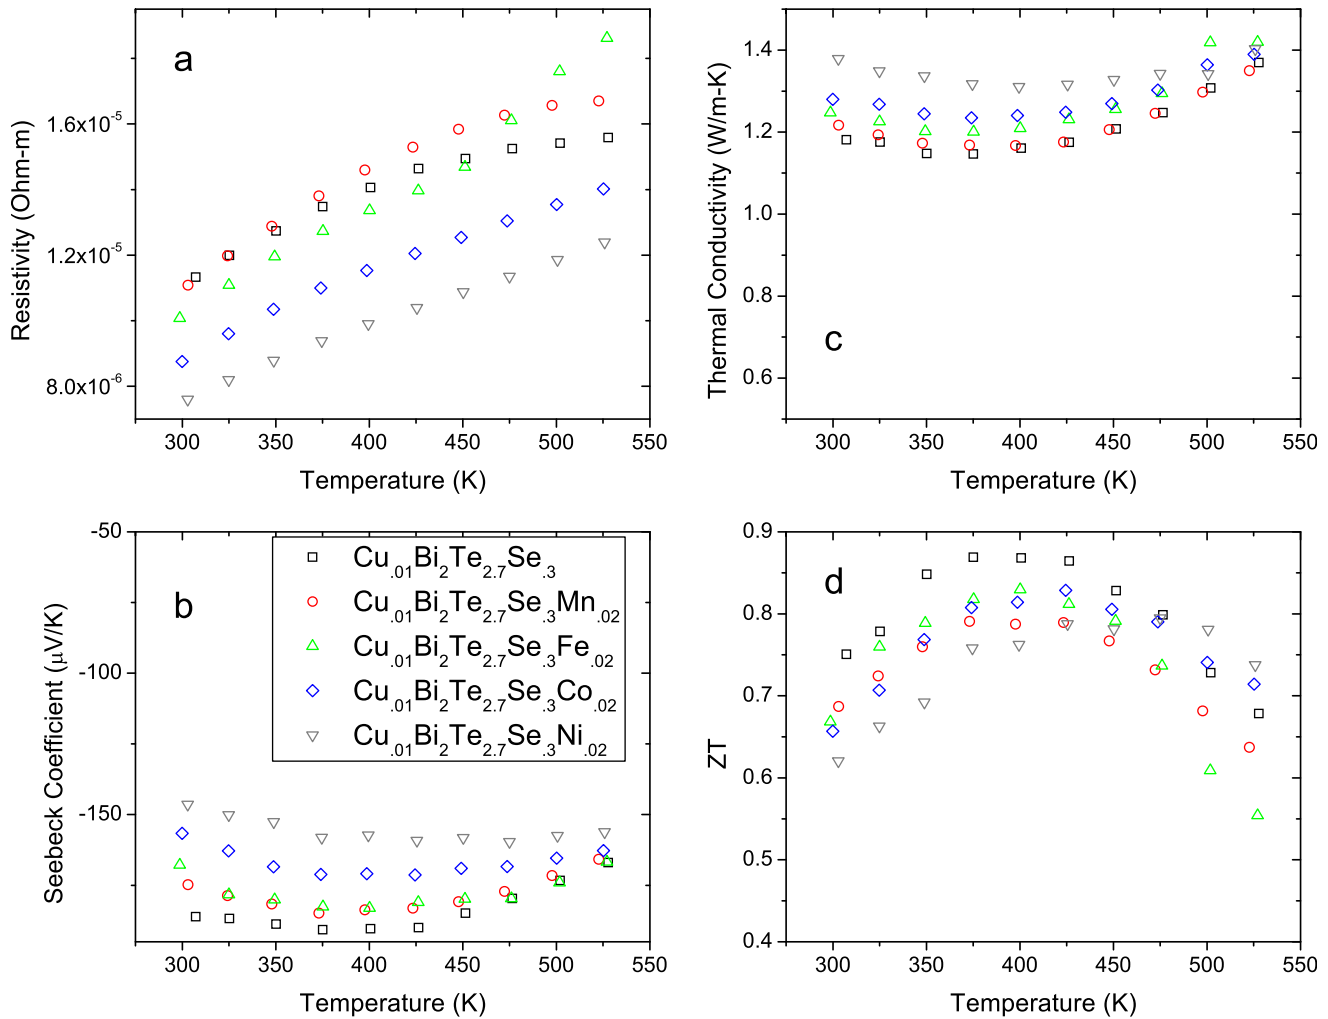 a
1.6x10-5
1.2x10-5
8.0x10-6
Resistivity (Ohm-m)
300 350 400 450 500 550
Temperature (K)
1.4
1.2
1.0
0.8
0.6
Thermal Conductivity (W/m-K)
c
300 350 400 450 500 550
Temperature (K)
-50
-100
-150
Seebeck Coefficient (μV/K)
b
Cu.01Bi2Te2.7Se.3
Cu.01Bi2Te2.7Se.3Mn.02
Cu.01Bi2Te2.7Se.3Fe.02
Cu.01Bi2Te2.7Se.3Co.02
Cu.01Bi2Te2.7Se.3Ni.02
300 350 400 450 500 550
Temperature (K)
0.9
0.8
0.7
0.6
0.5
0.4
ZT
d
300 350 400 450 500 550
Temperature (K)